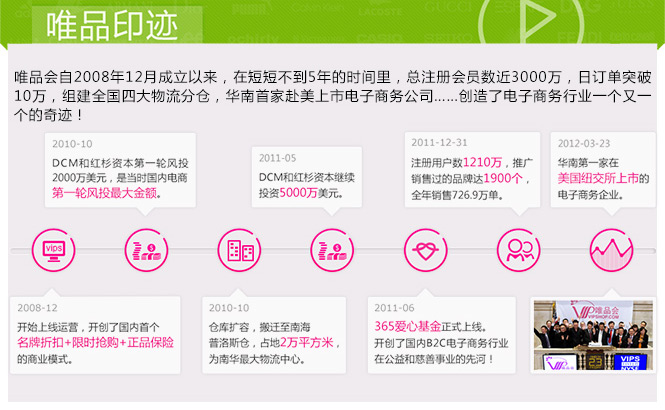 唯品印迹
唯品会自2008年12月成立以来，在短短不到5年的时间里，总注册会员数近3000万，日订单突破
10万，组建全国四大物流分仓，华南首家赴美上市电子商务公司……创造了电子商务行业一个又一
个的奇迹！
2010-10
DCM和红杉资本第一轮风投
2000万美元，是当时国内电商
第一轮风投最大金额。
2011-05
DCM和红杉资本继续
投资5000万美元。
2011-12-31
注册用户数1210万，推广
销售过的品牌达1900个，
全年销售726.9万单。
2012-03-23
华南第一家在
美国纽交所上市的
电子商务企业。
vips
2008-12
开始上线运营，开创了国内首个
名牌折扣+限时抢购+正品保险
的商业模式。
2010-10
仓库扩容，搬迁至南海
普洛斯仓，占地2万平方米，
为南华最大物流中心。
2011-06
365爱心基金正式上线。
开创了国内B2C电子商务行业
在公益和慈善事业的先河！
唯品会
VIPSHOP.COM
VIPS
NYSE